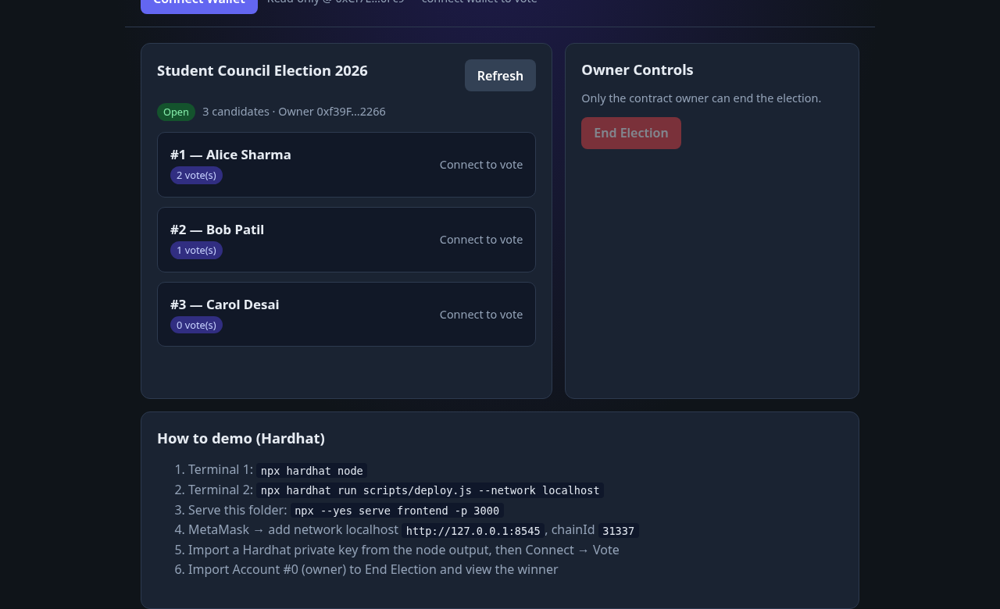 Connect Wallet
connect wallet to vote
Student Council Election 2026
Refresh
Open 3 candidates · Owner 0xf39F…2266
#1 — Alice Sharma
2 vote(s)
Connect to vote
#2 — Bob Patil
1 vote(s)
Connect to vote
#3 — Carol Desai
0 vote(s)
Connect to vote
Owner Controls
Only the contract owner can end the election.
End Election
How to demo (Hardhat)
1. Terminal 1: npx hardhat node
2. Terminal 2: npx hardhat run scripts/deploy.js --network localhost
3. Serve this folder: npx --yes serve frontend -p 3000
4. MetaMask → add network localhost http://127.0.0.1:8545 , chainId 31337
5. Import a Hardhat private key from the node output, then Connect → Vote
6. Import Account #0 (owner) to End Election and view the winner